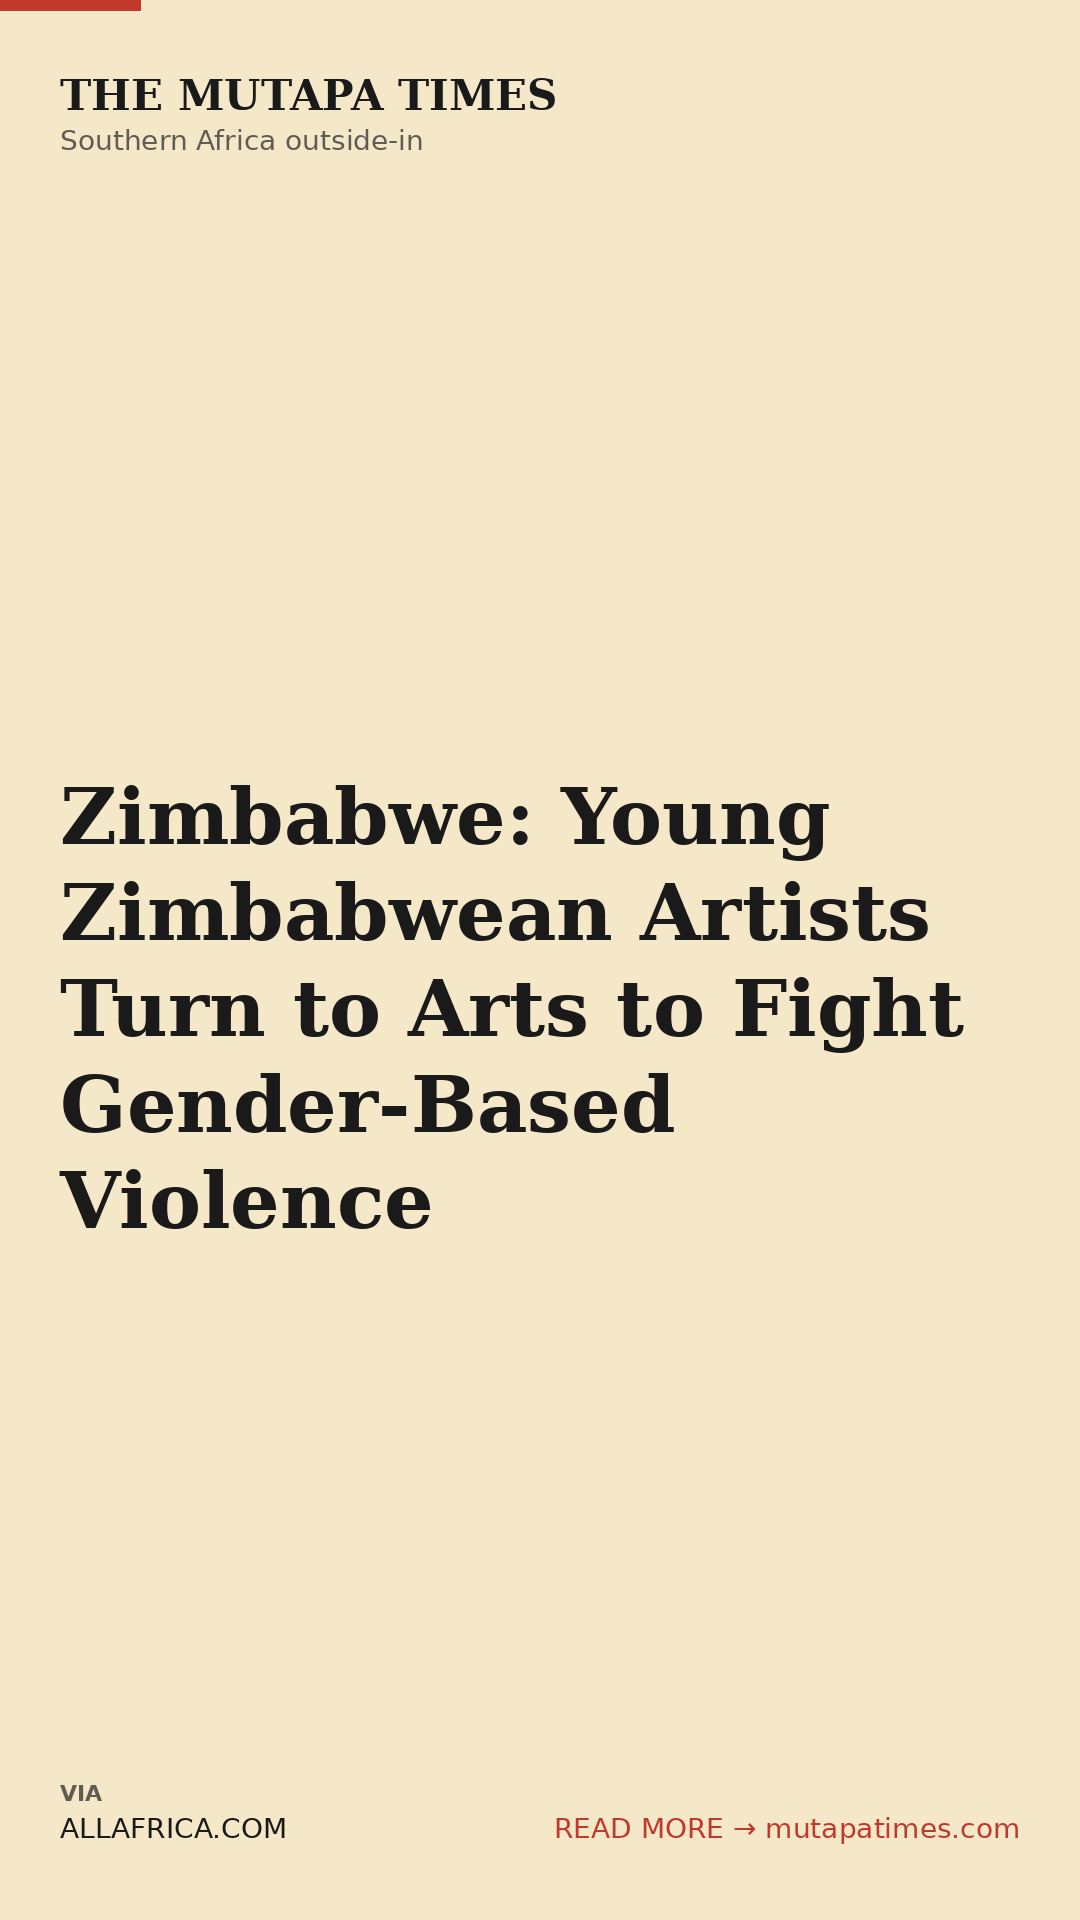 THE MUTAPA TIMES
Southern Africa outside-in
Zimbabwe: Young
Zimbabwean Artists
Turn to Arts to Fight
Gender-Based
Violence
VIA
ALLAFRICA.COM
READ MORE → mutapatimes.com